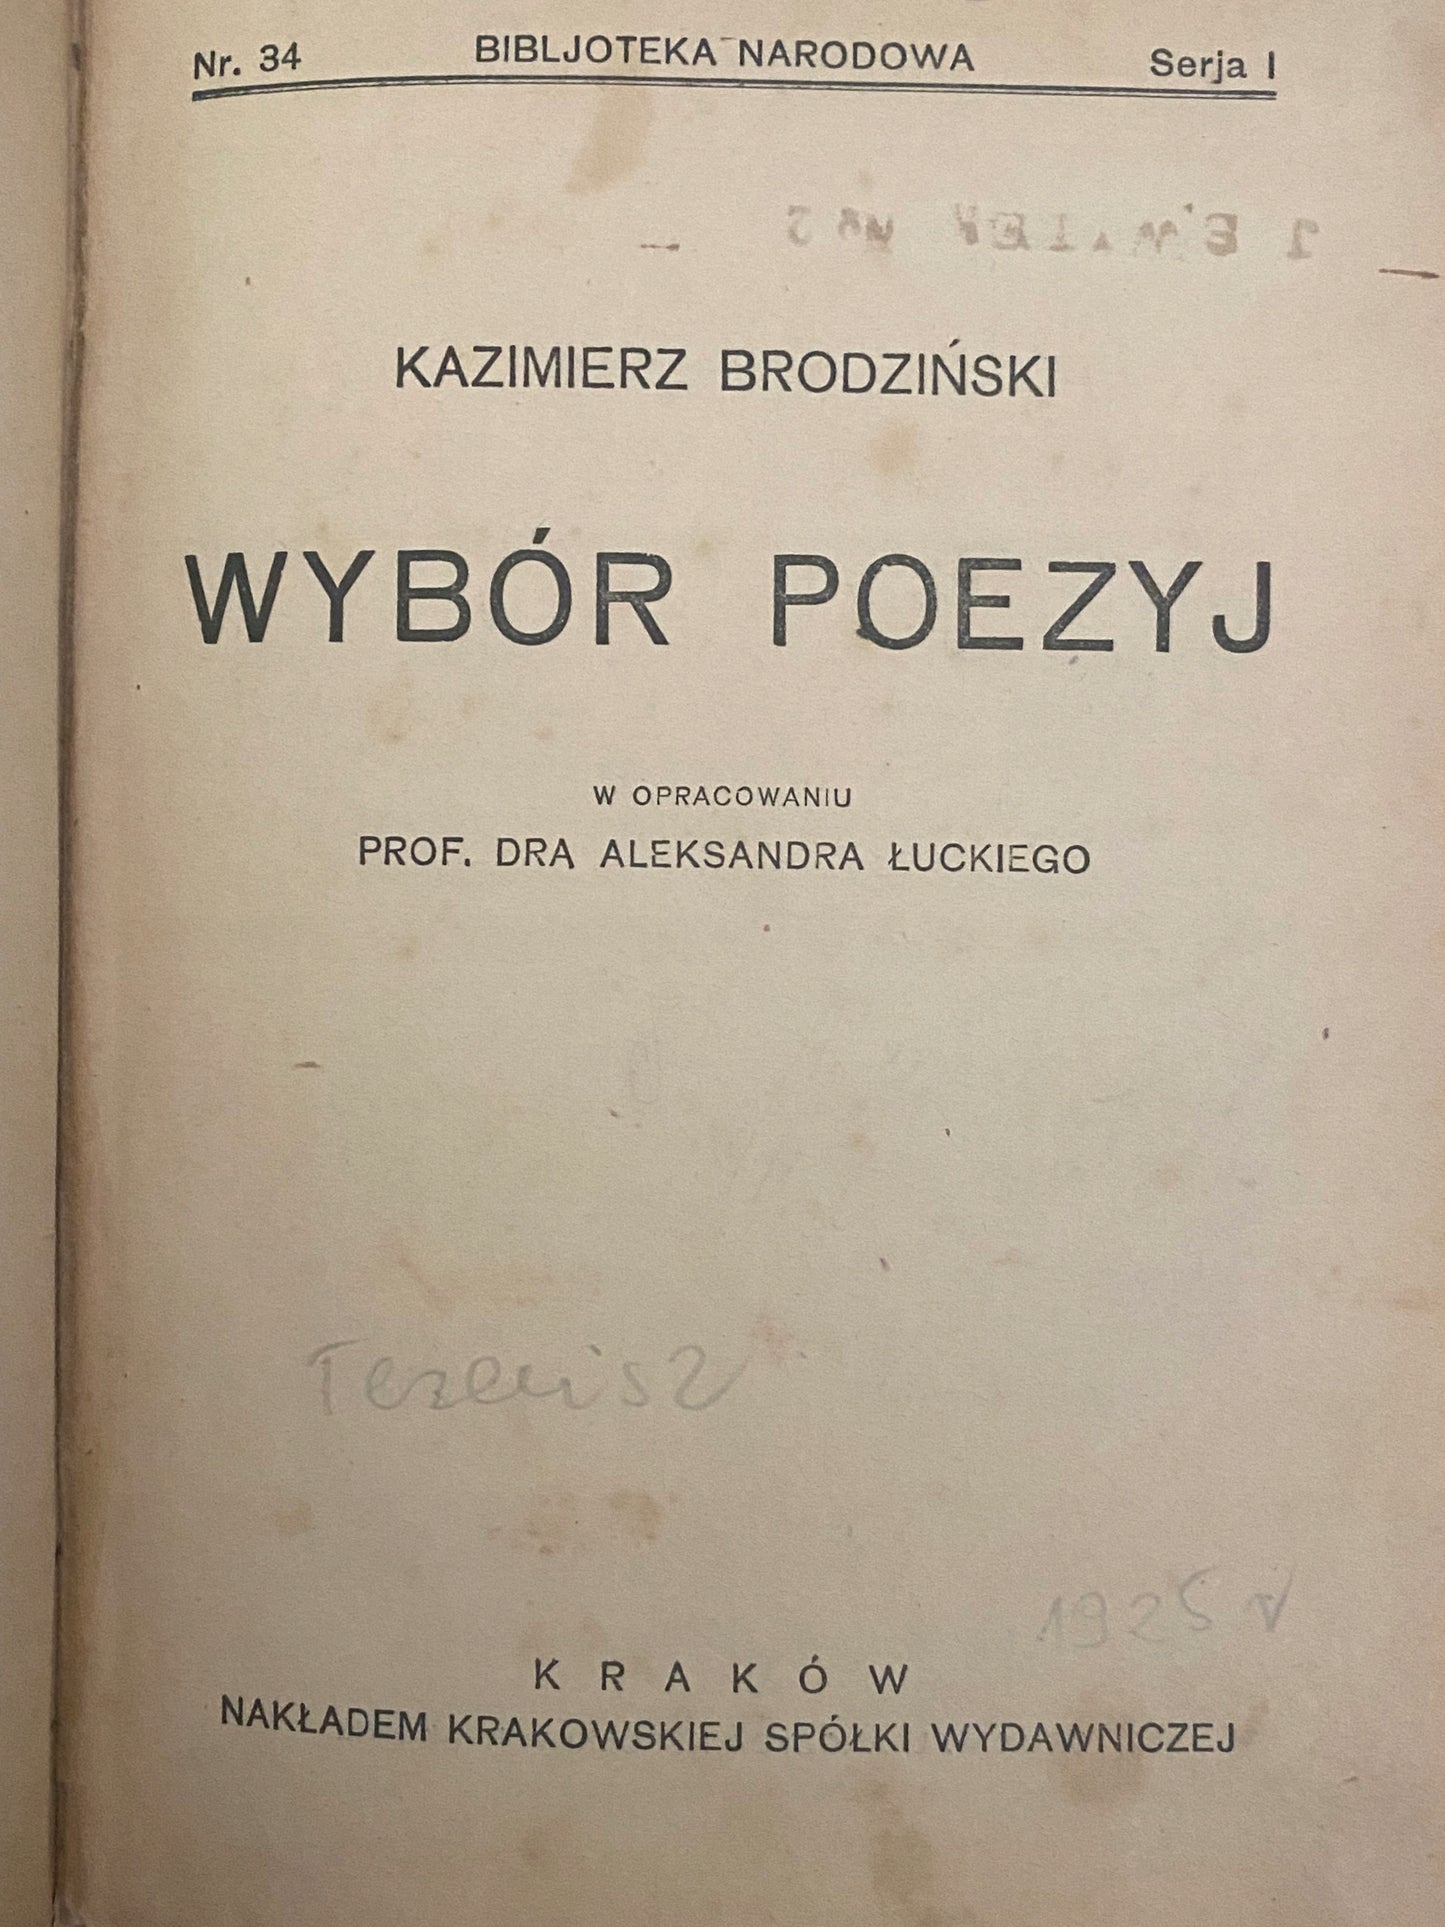 Nr. 34 BIBLJOTEKA NARODOWA Serja I
KAZIMIERZ BRODZIŃSKI
WYBÓR POEZYJ
W OPRACOWANIU
PROF. DRA ALEKSANDRA ŁUCKIEGO
1925 r
KRAKÓW
NAKŁADEM KRAKOWSKIEJ SPÓŁKI WYDAWNICZEJ